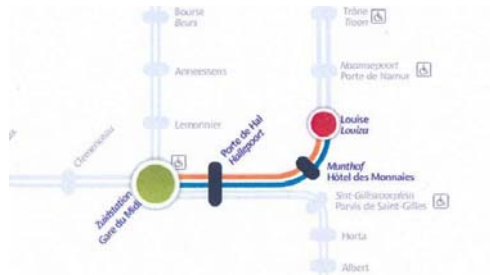 Bourse
Beurs
Trône
Troon
Anneessens
Naamsepoort
Porte de Namur
Lemonnier
Porte de Hal
Hallepoort
Louise
Louiza
Clemenceau
Munthof
Hôtel des Monnaies
Zuidstation
Gare du Midi
Sint-Gillisvoorplein
Parvis de Saint-Gilles
Horta
Albert